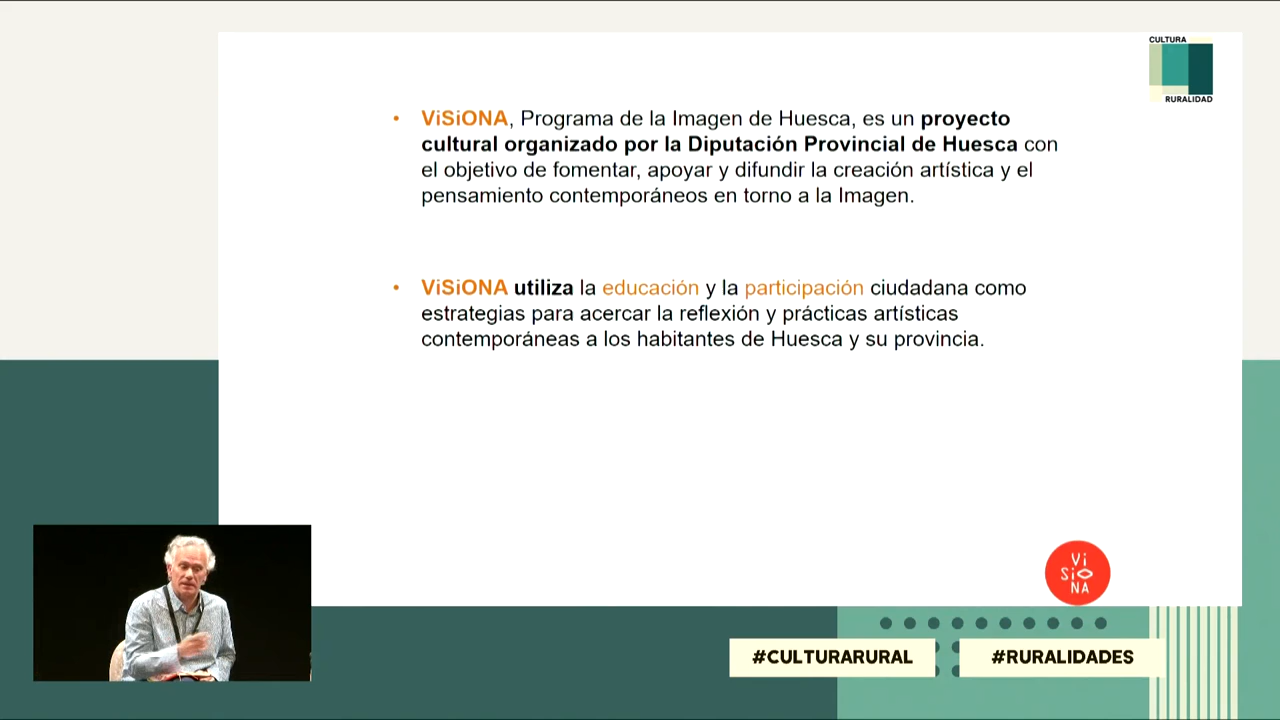 CULTURA
RURALIDAD
• ViSiONA, Programa de la Imagen de Huesca, es un proyecto
cultural organizado por la Diputación Provincial de Huesca con
el objetivo de fomentar, apoyar y difundir la creación artística y el
pensamiento contemporáneos en torno a la Imagen.
• ViSiONA utiliza la educación y la participación ciudadana como
estrategias para acercar la reflexión y prácticas artísticas
contemporáneas a los habitantes de Huesca y su provincia.
Vi
Sio
NA
#CULTURARURAL
#RURALIDADES